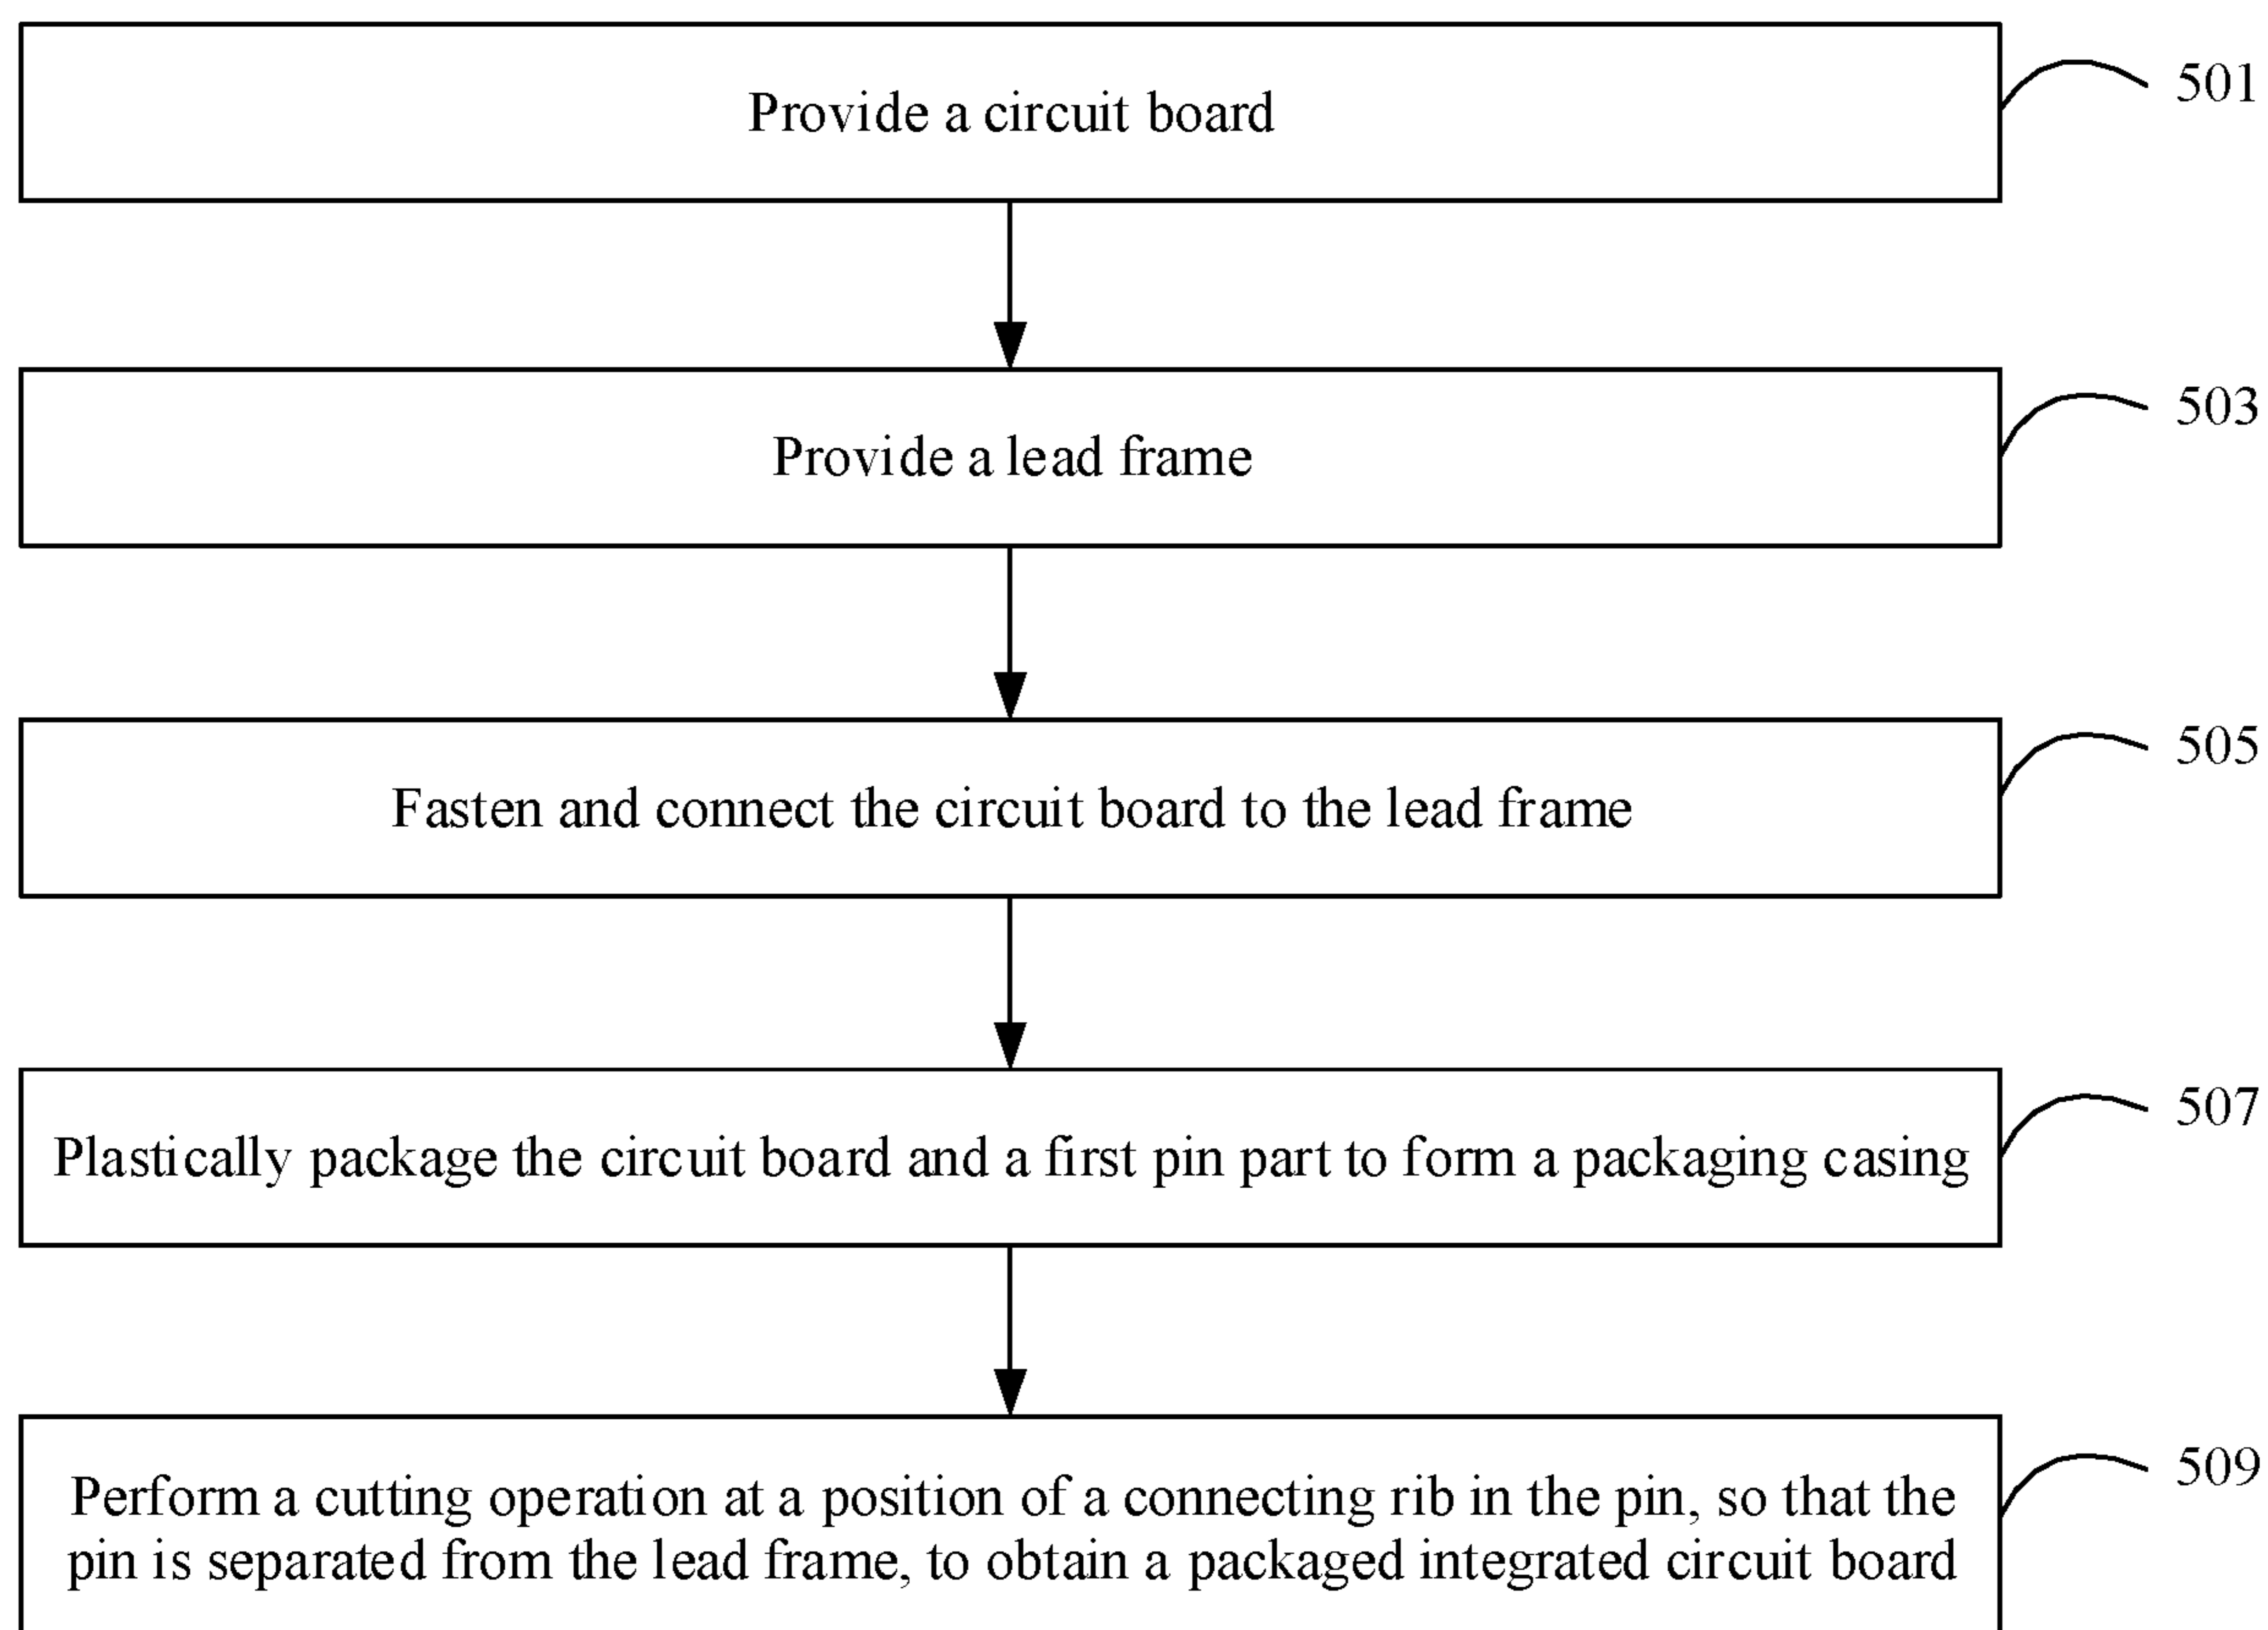 Provide a circuit board
501
Provide a lead frame
503
Fasten and connect the circuit board to the lead frame
505
Plastically package the circuit board and a first pin part to form a packaging casing
507
Perform a cutting operation at a position of a connecting rib in the pin, so that the
pin is separated from the lead frame, to obtain a packaged integrated circuit board
509